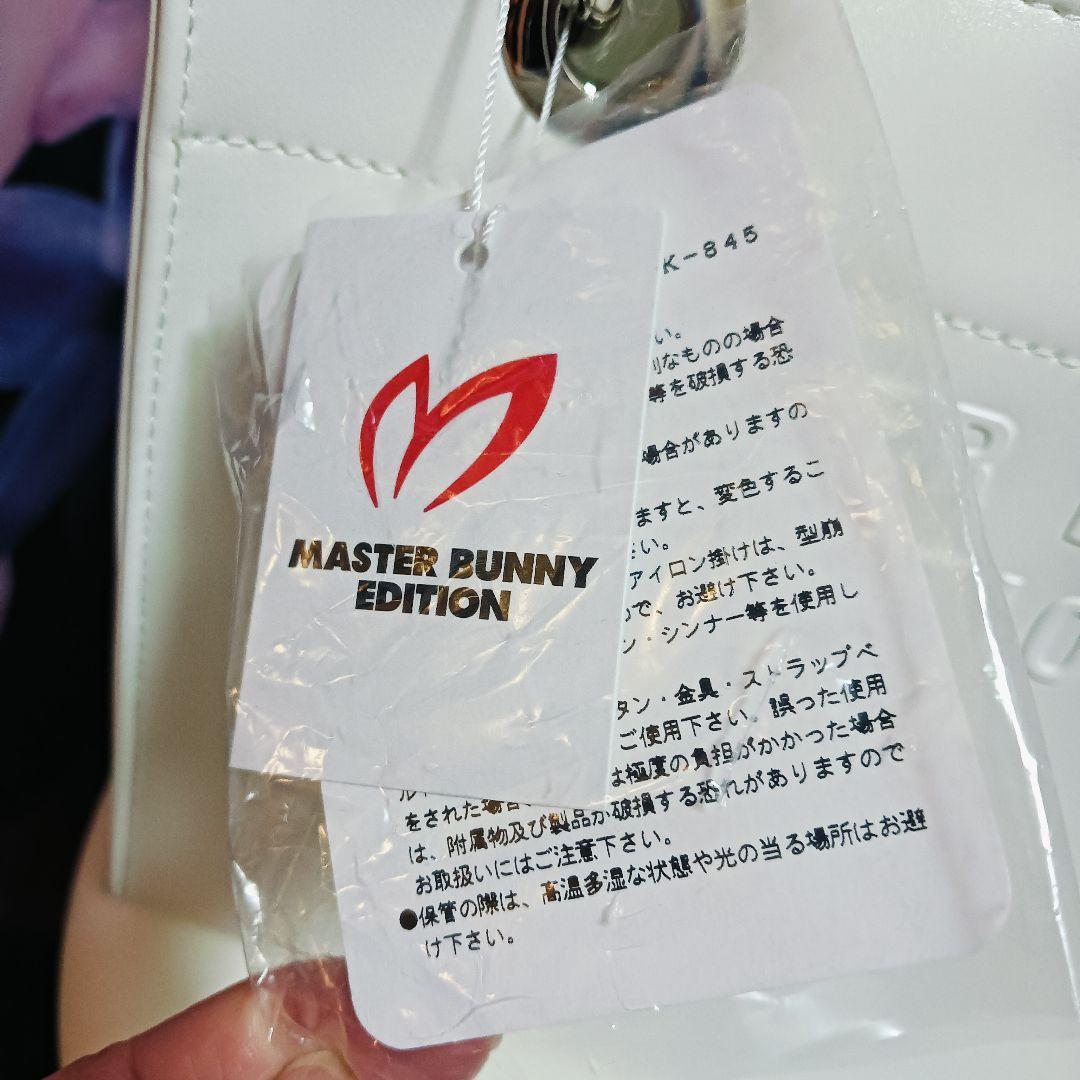 MASTER BUNNY
EDITION
K-845
い。
なものの場合
等を破損する恐
場合がありますの
ますと、変色するこ
い。
アイロン掛けは、型崩
で、お避け下さい。
ン・シンナー等を使用し
タン・金具・ストラップベ
ご使用下さい。誤った使用
は極度の負担がかかった場合
をされた場合
は、附属物及び製品が破損する恐れがありますので
お取扱いにはご注意下さい。
●保管の際は、高温多湿な状態や光の当る場所はお避
け下さい。
R